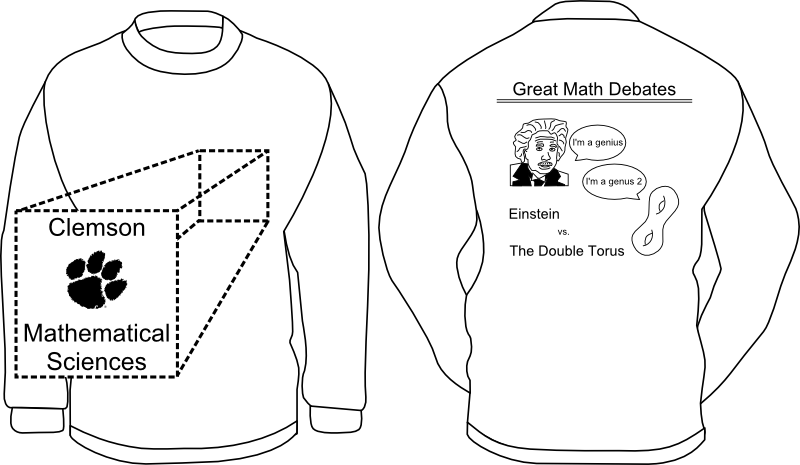 Clemson
Mathematical
Sciences
Great Math Debates
I'm a genius
I'm a genus 2
Einstein
vs.
The Double Torus